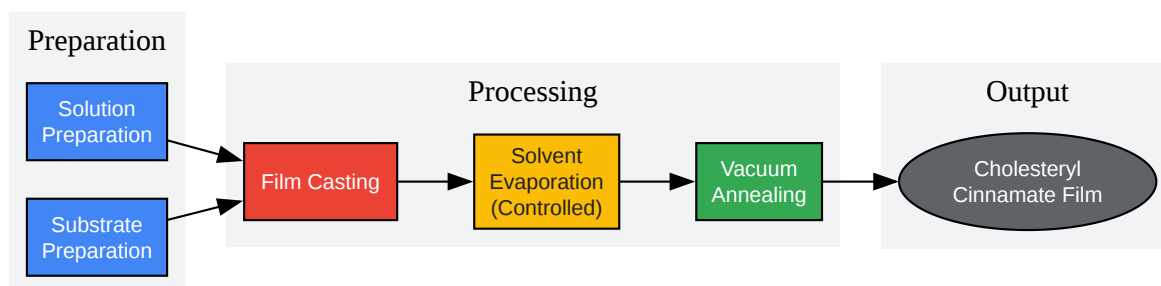 Preparation
Solution
Preparation
Substrate
Preparation
Processing
Film Casting
Solvent
Evaporation
(Controlled)
Vacuum
Annealing
Output
Cholesteryl
Cinnamate Film